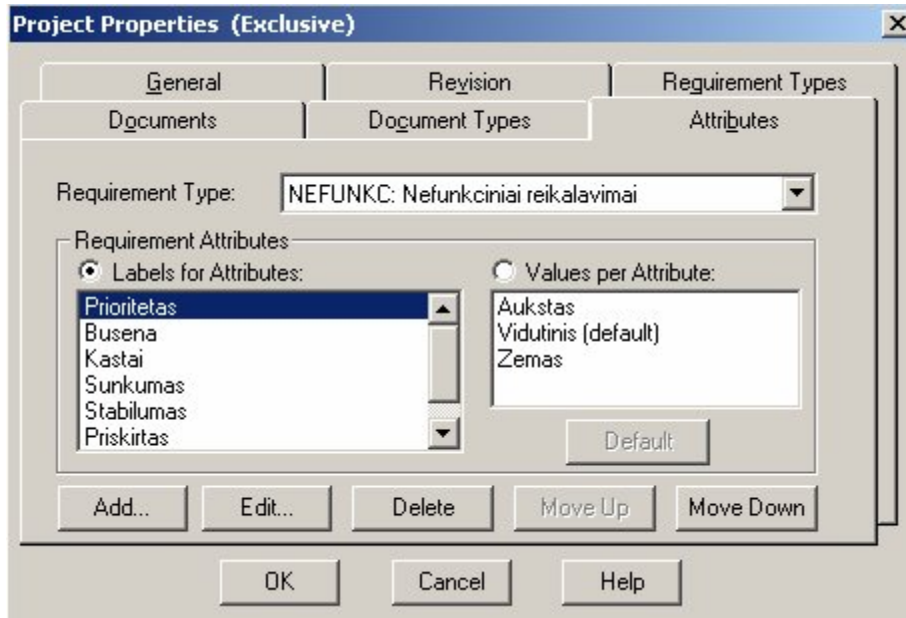 Project Properties (Exclusive)
General Revision Requirement Types
Documents Document Types Attributes
Requirement Type: NEFUNKC: Nefunkciniai reikalavimai
Requirement Attributes
Labels for Attributes: Values per Attribute:
Prioritetas
Busena
Kastai
Sunkumas
Stabilumas
Priskirtas
Aukstas
Vidutinis (default)
Zemas
Default
Add... Edit... Delete Move Up Move Down
OK Cancel Help